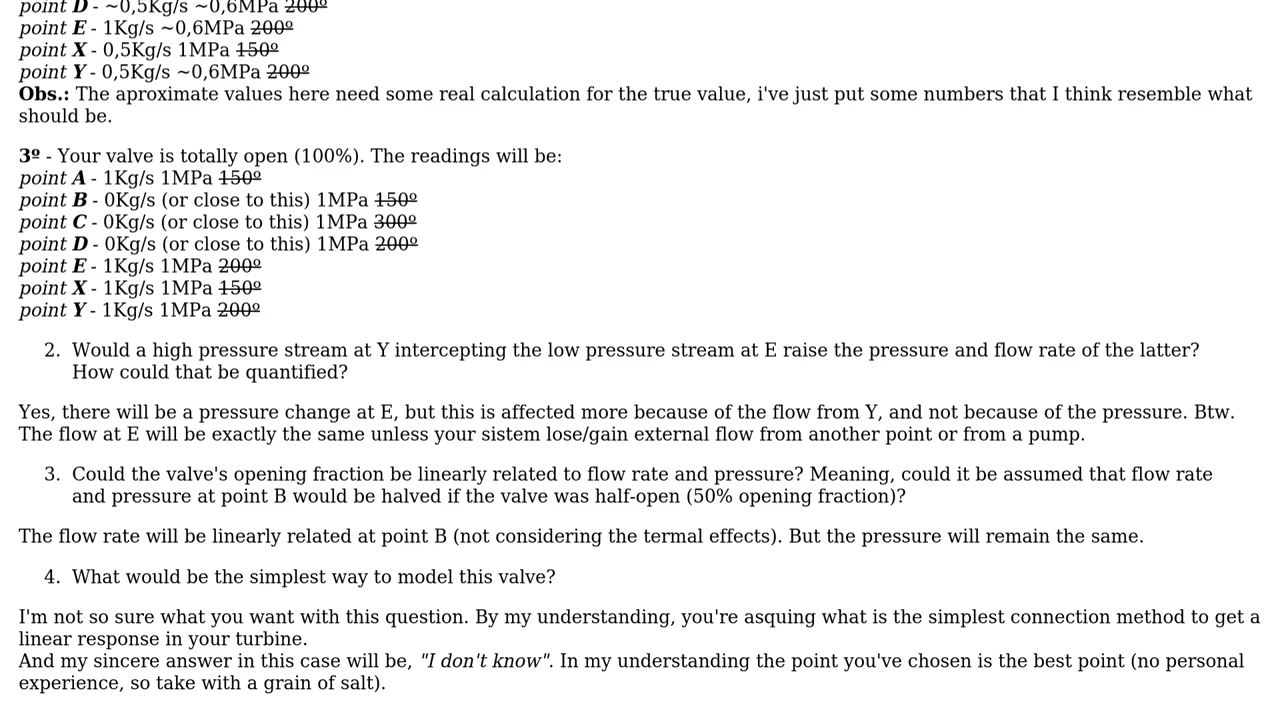 point D - ~0,5Kg/s ~0,6MPa 200º
point E - 1Kg/s ~0,6MPa 200º
point X - 0,5Kg/s 1MPa 150º
point Y - 0,5Kg/s ~0,6MPa 200º
Obs.: The aproximate values here need some real calculation for the true value, i've just put some numbers that I think resemble what
should be.
3º - Your valve is totally open (100%). The readings will be:
point A - 1Kg/s 1MPa 150º
point B - 0Kg/s (or close to this) 1MPa 150º
point C - 0Kg/s (or close to this) 1MPa 300º
point D - 0Kg/s (or close to this) 1MPa 200º
point E - 1Kg/s 1MPa 200º
point X - 1Kg/s 1MPa 150º
point Y - 1Kg/s 1MPa 200º
2. Would a high pressure stream at Y intercepting the low pressure stream at E raise the pressure and flow rate of the latter?
How could that be quantified?
Yes, there will be a pressure change at E, but this is affected more because of the flow from Y, and not because of the pressure. Btw.
The flow at E will be exactly the same unless your sistem lose/gain external flow from another point or from a pump.
3. Could the valve's opening fraction be linearly related to flow rate and pressure? Meaning, could it be assumed that flow rate
and pressure at point B would be halved if the valve was half-open (50% opening fraction)?
The flow rate will be linearly related at point B (not considering the termal effects). But the pressure will remain the same.
4. What would be the simplest way to model this valve?
I'm not so sure what you want with this question. By my understanding, you're asquing what is the simplest connection method to get a
linear response in your turbine.
And my sincere answer in this case will be, "I don't know". In my understanding the point you've chosen is the best point (no personal
experience, so take with a grain of salt).